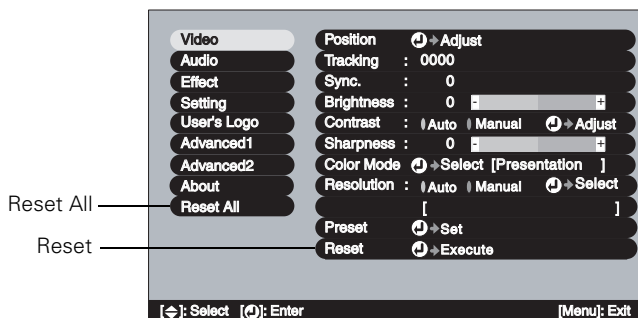 Video
Audio
Effect
Setting
User's Logo
Advanced1
Advanced2
About
Reset All
Position Adjust
Tracking : 0000
Sync. : 0
Brightness : 0 - +
Contrast : Auto Manual Adjust
Sharpness : 0 - +
Color Mode Select [Presentation ]
Resolution : Auto Manual Select
[ ]
Preset Set
Reset Execute
Reset All
Reset
[ ]: Select [ ]: Enter [Menu]: Exit